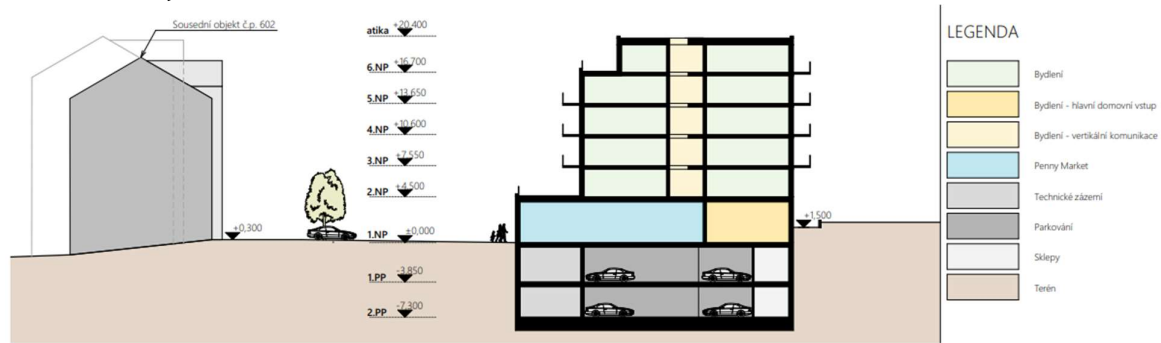 Sousední objekt č.p. 602
atika +20,400
6.NP +16,700
5.NP +13,650
4.NP +10,600
3.NP +7,550
2.NP +4,500
+0,300
1.NP ±0,000
+1,500
1.PP -3,850
2.PP -7,300
LEGENDA
Bydlení
Bydlení - hlavní domovní vstup
Bydlení - vertikální komunikace
Penny Market
Technické zázemí
Parkování
Sklepy
Terén